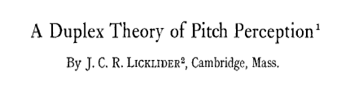 A Duplex Theory of Pitch Perception¹
By J. C. R. LICKLIDER², Cambridge, Mass.